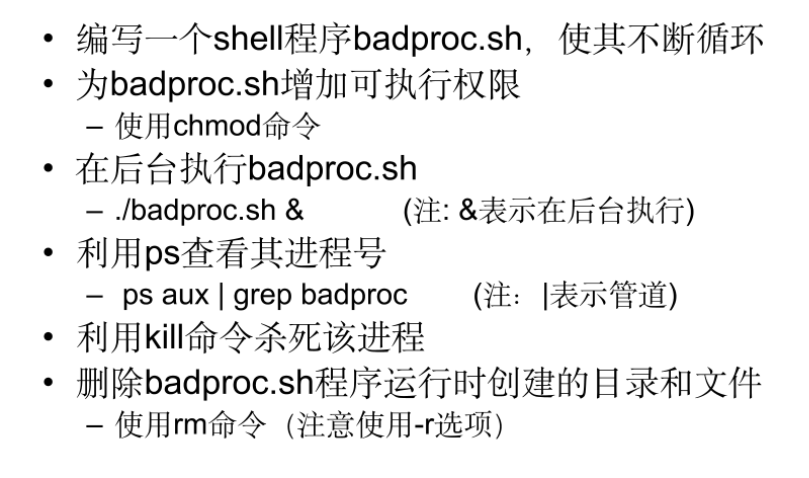 • 编写一个shell程序badproc.sh，使其不断循环
• 为badproc.sh增加可执行权限
– 使用chmod命令
• 在后台执行badproc.sh
– ./badproc.sh & (注: &表示在后台执行)
• 利用ps查看其进程号
– ps aux | grep badproc (注： |表示管道)
• 利用kill命令杀死该进程
• 删除badproc.sh程序运行时创建的目录和文件
– 使用rm命令（注意使用-r选项）